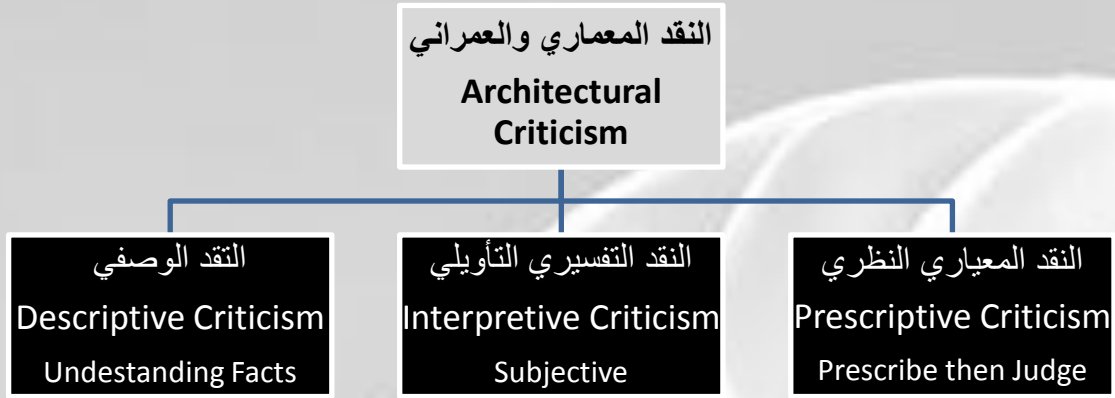 النقد المعماري والعمراني
Architectural
Criticism
النقد الوصفي
Descriptive Criticism
Undestanding Facts
النقد التفسيري التأويلي
Interpretive Criticism
Subjective
النقد المعياري النظري
Prescriptive Criticism
Prescribe then Judge